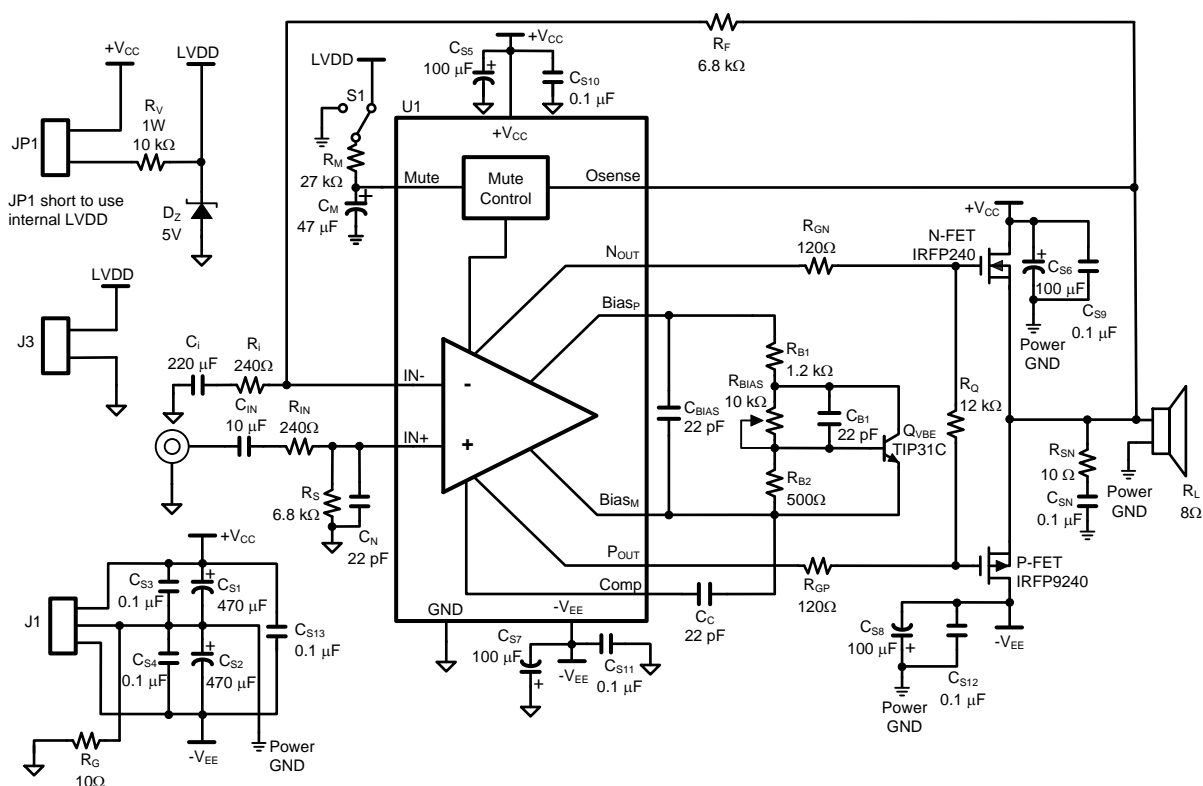 +VCC
LVDD
RV
1W
10 kΩ
JP1
JP1 short to use
internal LVDD
DZ
5V
LVDD
J3
LVDD
S1
RM
27 kΩ
CM
47 µF
+
+VCC
CS5
100 µF
+
CS10
0.1 µF
U1
+VCC
Mute
Mute
Control
Osense
RF
6.8 kΩ
NOUT
BiasP
IN-
-
IN+
+
BiasM
POUT
Comp
GND
-VEE
Ci
220 µF
Ri
240Ω
CIN
10 µF
RIN
240Ω
RS
6.8 kΩ
CN
22 pF
RGN
120Ω
+VCC
N-FET
IRFP240
+
CS6
100 µF
CS9
0.1 µF
Power
GND
RB1
1.2 kΩ
RBIAS
10 kΩ
CBIAS
22 pF
CB1
22 pF
QVBE
TIP31C
RB2
500Ω
RQ
12 kΩ
RSN
10 Ω
CSN
0.1 µF
Power
GND
RL
8Ω
RGP
120Ω
P-FET
IRFP9240
CC
22 pF
CS7
100 µF
+
-VEE
CS11
0.1 µF
CS8
100 µF
+
CS12
0.1 µF
-VEE
Power
GND
+VCC
J1
CS3
0.1 µF
+
CS1
470 µF
CS13
0.1 µF
CS4
0.1 µF
+
CS2
470 µF
-VEE
Power
GND
RG
10Ω